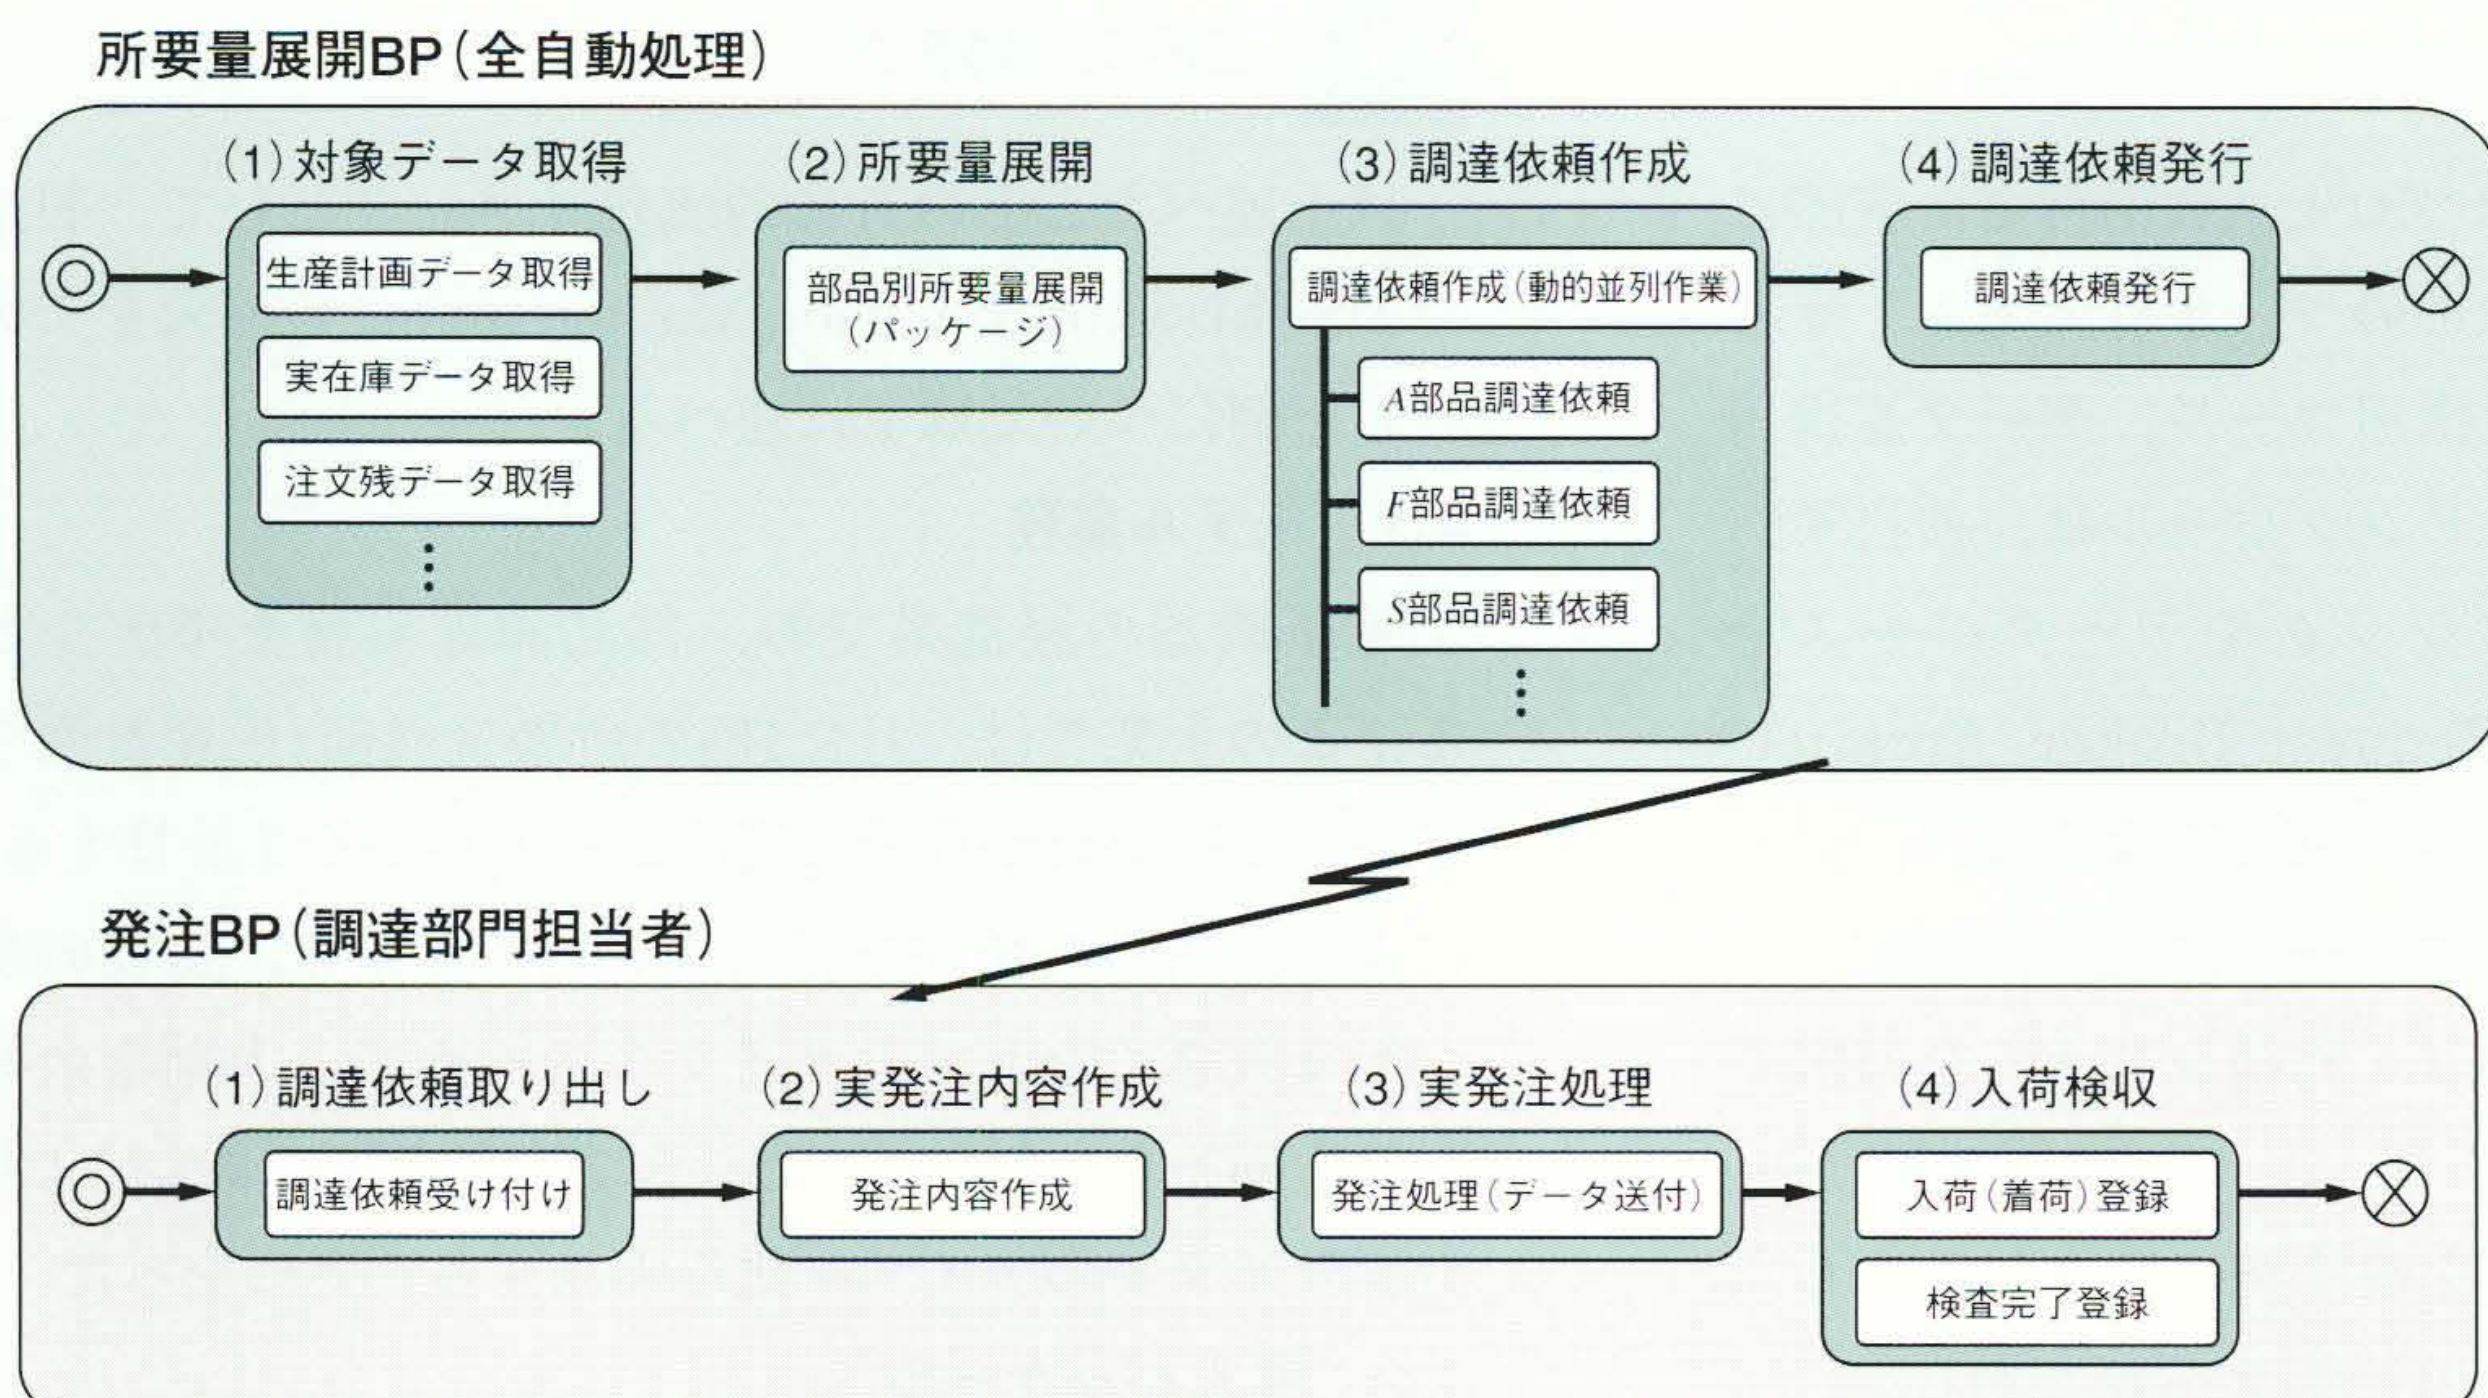 所要量展開BP(全自動処理)
(1)対象データ取得
生産計画データ取得
実在庫データ取得
注文残データ取得
(2)所要量展開
部品別所要量展開
(パッケージ)
(3)調達依頼作成
調達依頼作成(動的並列作業)
A部品調達依頼
F部品調達依頼
S部品調達依頼
(4)調達依頼発行
調達依頼発行
発注BP(調達部門担当者)
(1)調達依頼取り出し
調達依頼受け付け
(2)実発注内容作成
発注内容作成
(3)実発注処理
発注処理(データ送付)
(4)入荷検収
入荷(着荷)登録
検査完了登録